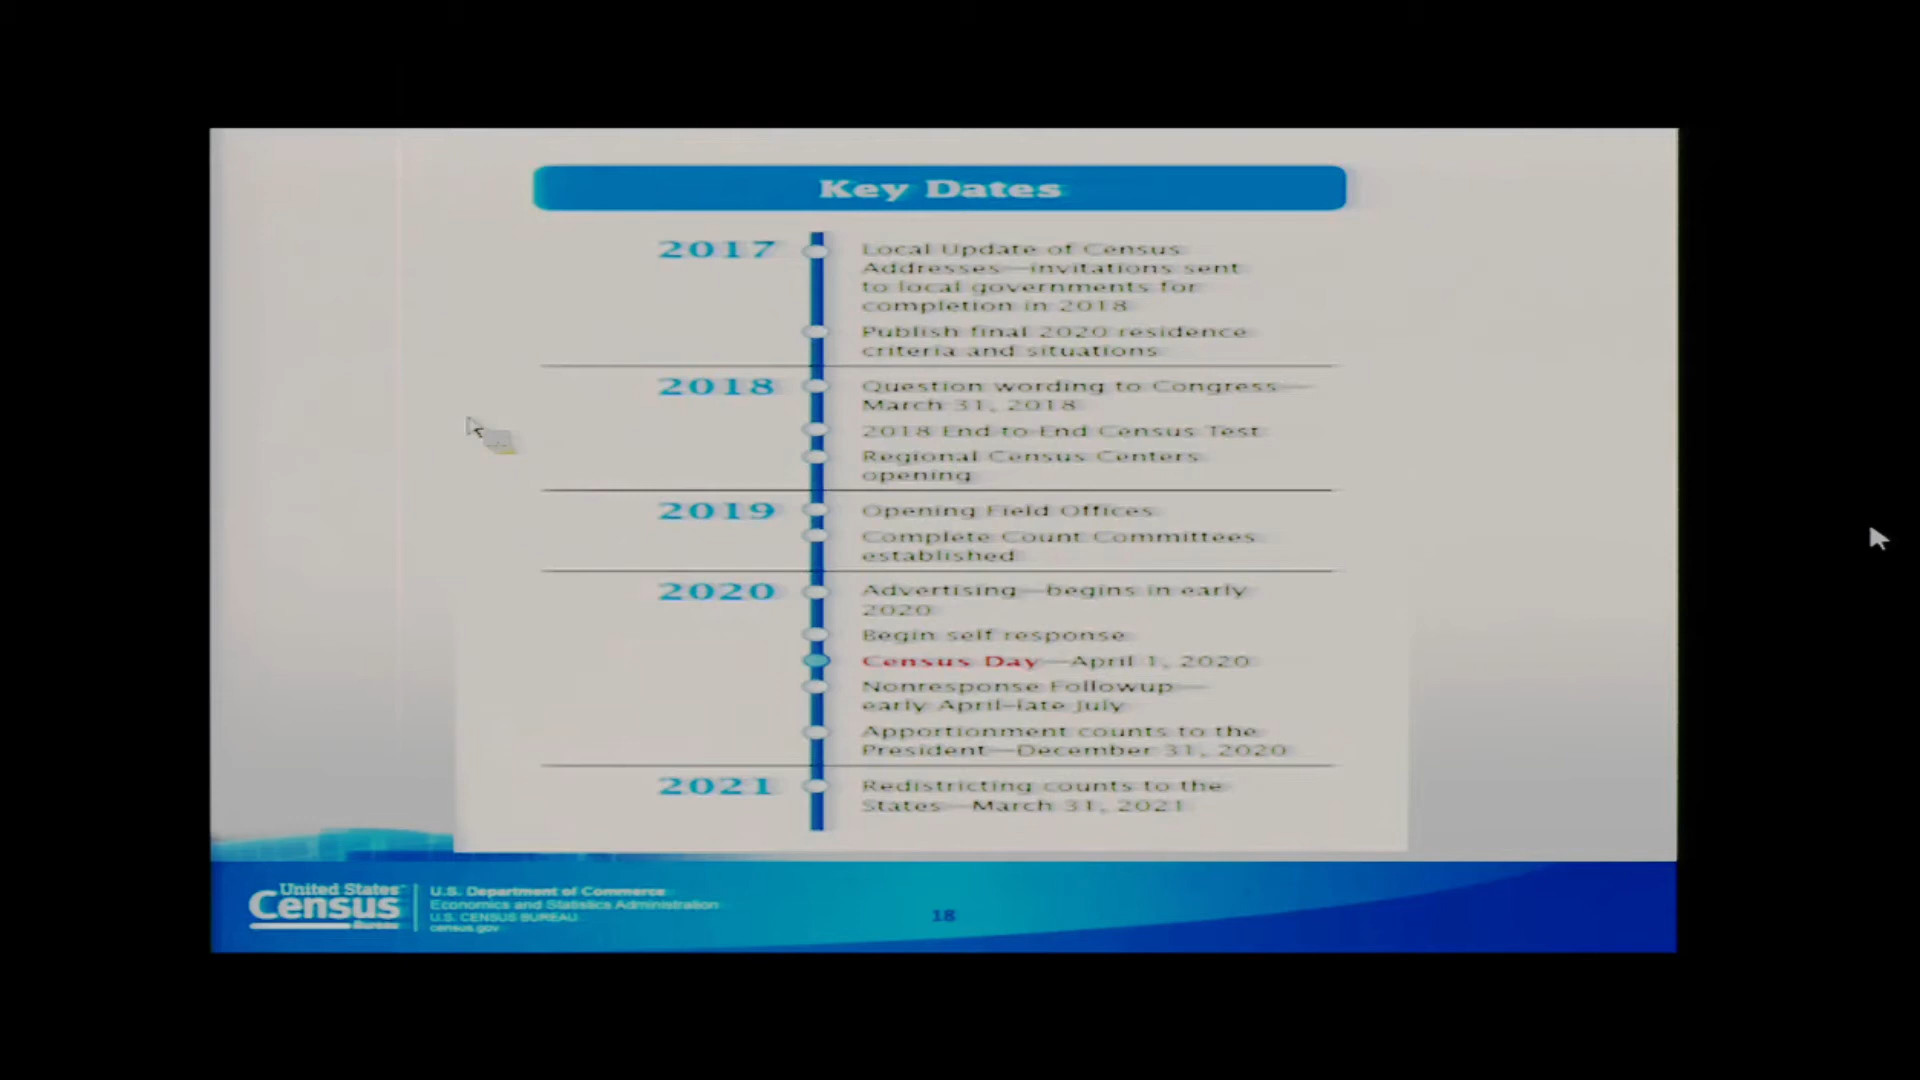 Key Dates
2017
Local Update of Census
Addresses—invitations sent
to local governments for
completion in 2018
Publish final 2020 residence
criteria and situations
2018
Question wording to Congress—
March 31, 2018
2018 End-to-End Census Test
Regional Census Centers
opening
2019
Opening Field Offices
Complete Count Committees
established
2020
Advertising—begins in early
2020
Begin self response
Census Day—April 1, 2020
Nonresponse Followup—
early April–late July
Apportionment counts to the
President—December 31, 2020
2021
Redistricting counts to the
States—March 31, 2021
United States
Census
Bureau
U.S. Department of Commerce
Economics and Statistics Administration
U.S. CENSUS BUREAU
census.gov
18